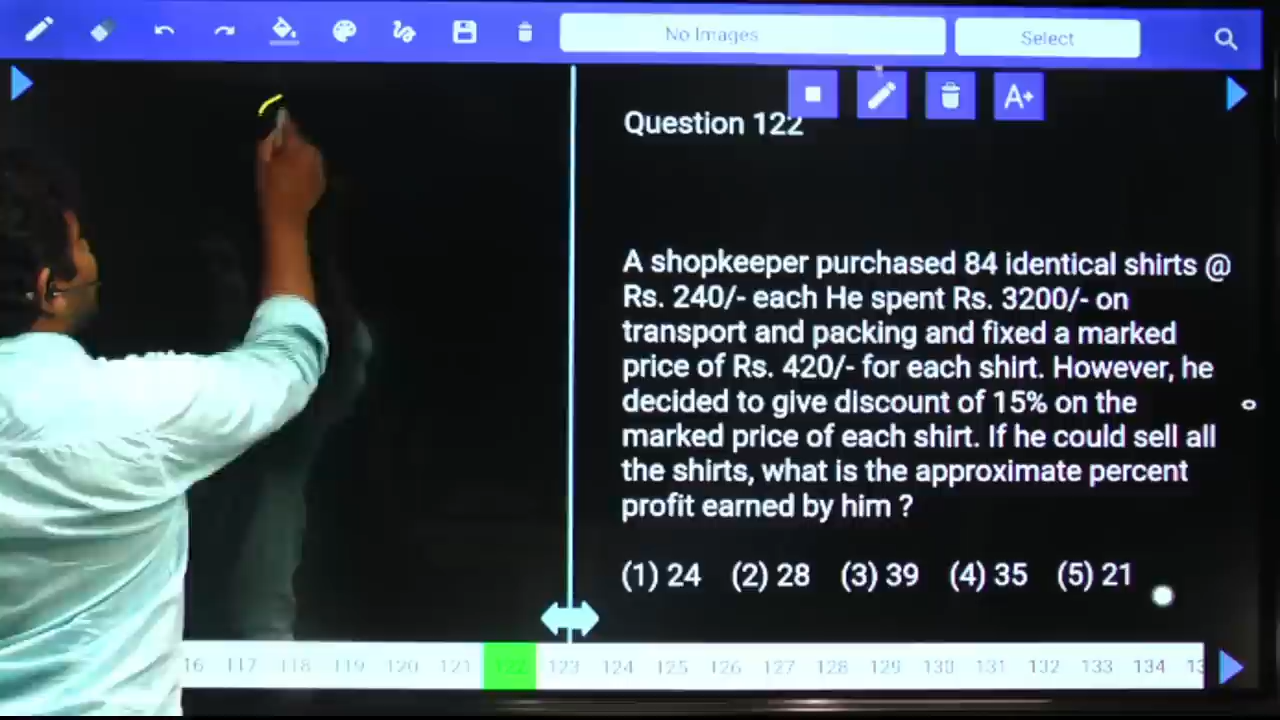 No Images
Select
A+
Question 122
A shopkeeper purchased 84 identical shirts @
Rs. 240/- each He spent Rs. 3200/- on
transport and packing and fixed a marked
price of Rs. 420/- for each shirt. However, he
decided to give discount of 15% on the
marked price of each shirt. If he could sell all
the shirts, what is the approximate percent
profit earned by him ?
(1) 24 (2) 28 (3) 39 (4) 35 (5) 21
16 117 118 119 120 121 122 123 124 125 126 127 128 129 130 131 132 133 134 13